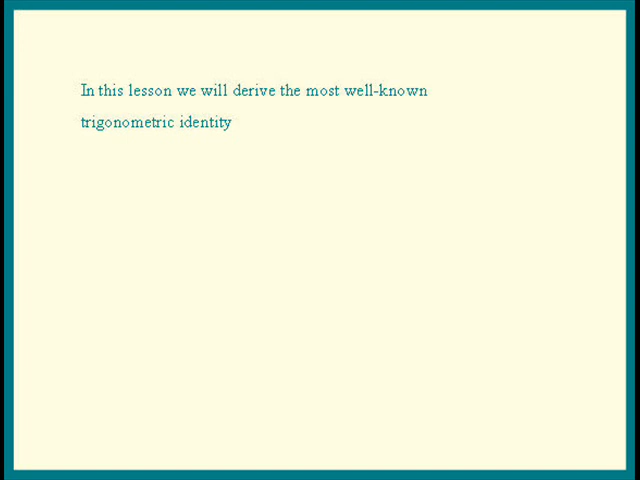 In this lesson we will derive the most well-known
trigonometric identity